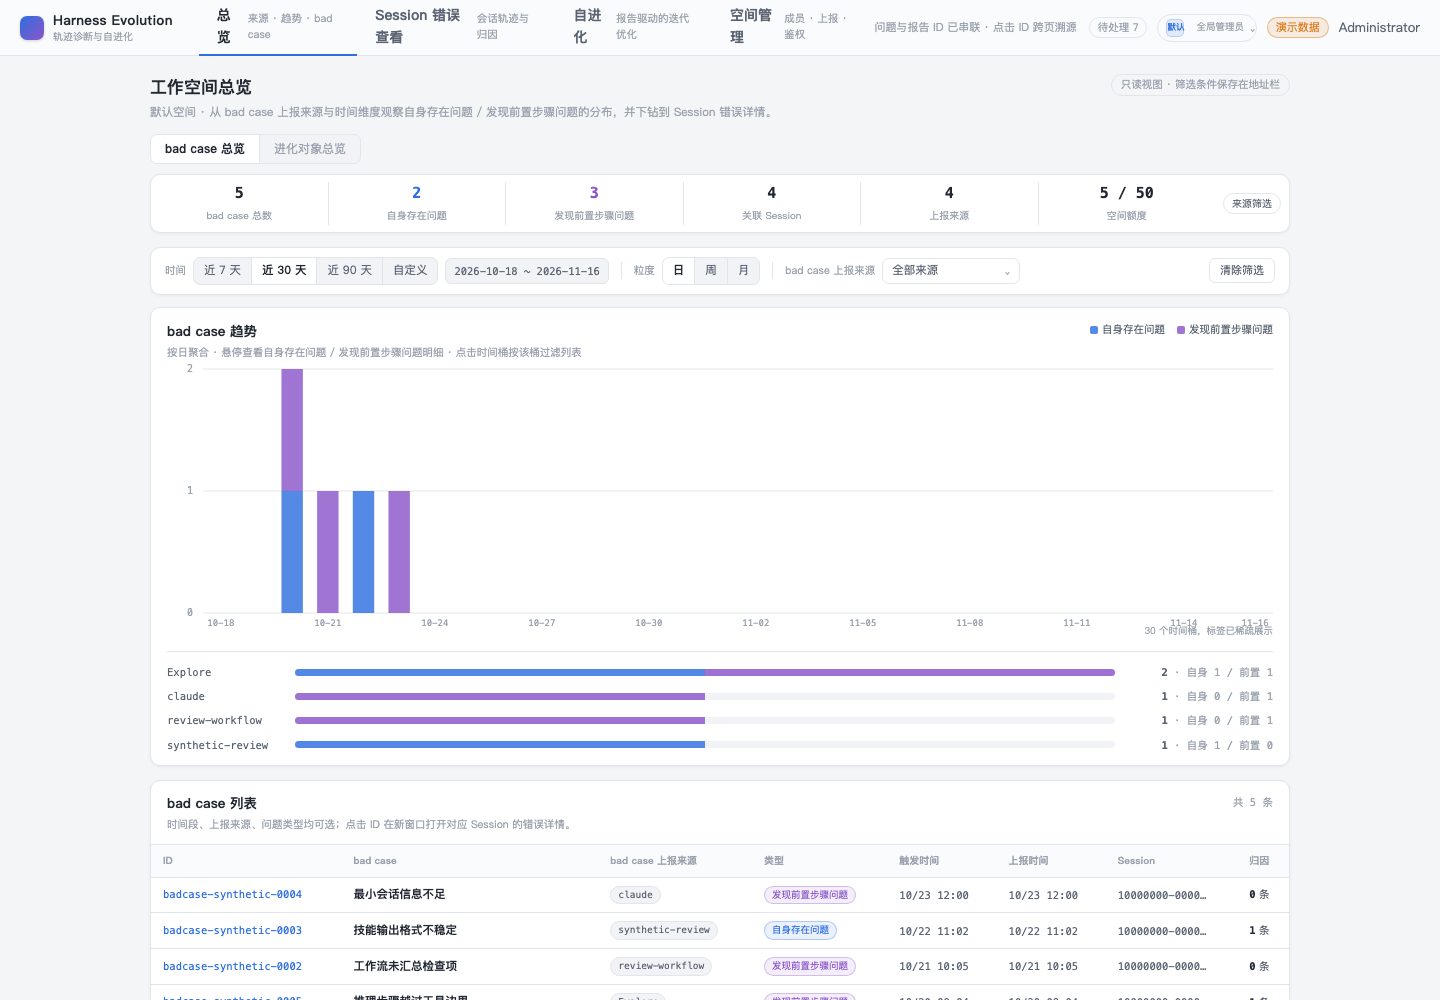 Harness Evolution
轨迹诊断与自进化
总览
来源 · 趋势 · bad case
Session 错误查看
会话轨迹与归因
自进化
报告驱动的迭代优化
空间管理
成员 · 上报 · 鉴权
问题与报告 ID 已串联 · 点击 ID 跨页溯源
待处理 7
默认 全局管理员
演示数据
Administrator
工作空间总览
只读视图 · 筛选条件保存在地址栏
默认空间 · 从 bad case 上报来源与时间维度观察自身存在问题 / 发现前置步骤问题的分布，并下钻到 Session 错误详情。
bad case 总览 进化对象总览
5 2 3 4 4 5 / 50
bad case 总数 自身存在问题 发现前置步骤问题 关联 Session 上报来源 空间额度
来源筛选
时间 近 7 天 近 30 天 近 90 天 自定义 2026-10-18 ~ 2026-11-16 粒度 日 周 月 bad case 上报来源 全部来源 清除筛选
bad case 趋势
自身存在问题 发现前置步骤问题
按日聚合 · 悬停查看自身存在问题 / 发现前置步骤问题明细 · 点击时间桶按该桶过滤列表
2
1
0
10-18 10-21 10-24 10-27 10-30 11-02 11-05 11-08 11-11 11-14 11-16
30 个时间桶，标签已稀疏展示
Explore 2 · 自身 1 / 前置 1
claude 1 · 自身 0 / 前置 1
review-workflow 1 · 自身 0 / 前置 1
synthetic-review 1 · 自身 1 / 前置 0
bad case 列表
共 5 条
时间段、上报来源、问题类型均可选；点击 ID 在新窗口打开对应 Session 的错误详情。
ID bad case bad case 上报来源 类型 触发时间 上报时间 Session 归因
badcase-synthetic-0004 最小会话信息不足 claude 发现前置步骤问题 10/23 12:00 10/23 12:00 10000000-0000… 0 条
badcase-synthetic-0003 技能输出格式不稳定 synthetic-review 自身存在问题 10/22 11:02 10/22 11:02 10000000-0000… 1 条
badcase-synthetic-0002 工作流未汇总检查项 review-workflow 发现前置步骤问题 10/21 10:05 10/21 10:05 10000000-0000… 0 条